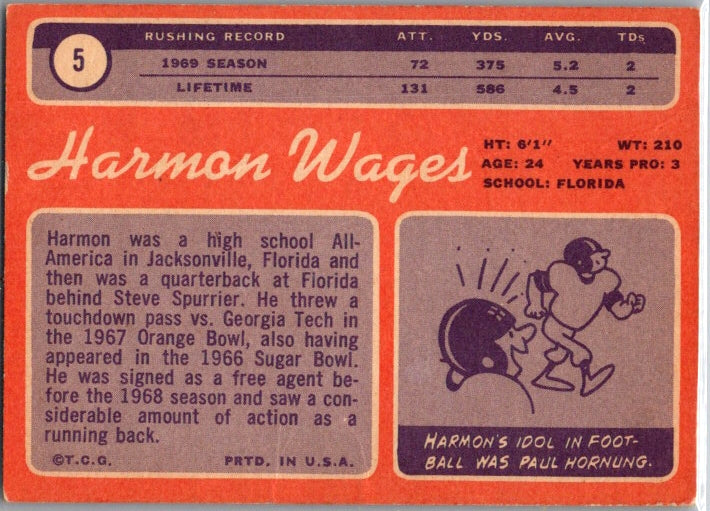 5
RUSHING RECORD ATT. YDS. AVG. TDs
1969 SEASON 72 375 5.2 2
LIFETIME 131 586 4.5 2
Harmon Wages
HT: 6'1" WT: 210
AGE: 24 YEARS PRO: 3
SCHOOL: FLORIDA
Harmon was a high school All-
America in Jacksonville, Florida and
then was a quarterback at Florida
behind Steve Spurrier. He threw a
touchdown pass vs. Georgia Tech in
the 1967 Orange Bowl, also having
appeared in the 1966 Sugar Bowl.
He was signed as a free agent be-
fore the 1968 season and saw a con-
siderable amount of action as a
running back.
©T.C.G. PRTD. IN U.S.A.
HARMON'S IDOL IN FOOT-
BALL WAS PAUL HORNUNG.